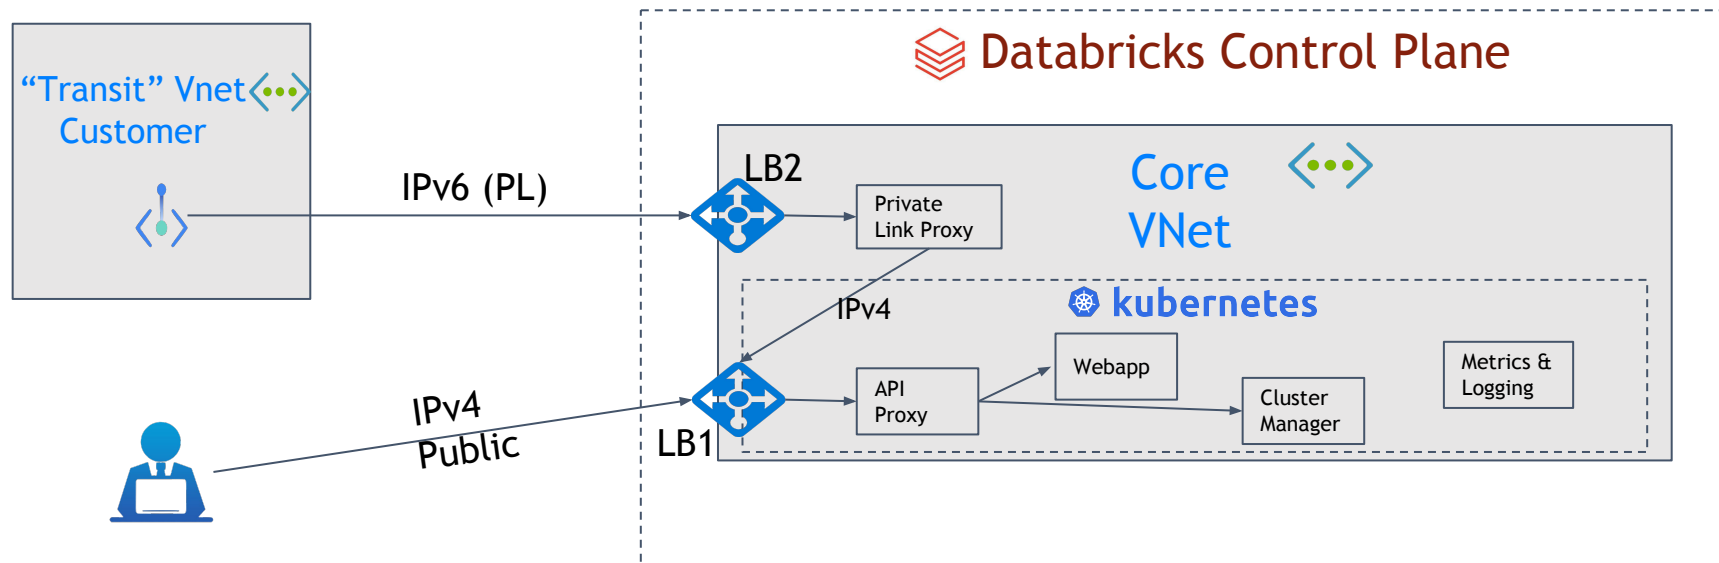 Databricks Control Plane
“Transit” Vnet
Customer
IPv6 (PL)
LB2
Private
Link Proxy
Core
VNet
IPv4
kubernetes
IPv4
Public
LB1
API
Proxy
Webapp
Cluster
Manager
Metrics &
Logging